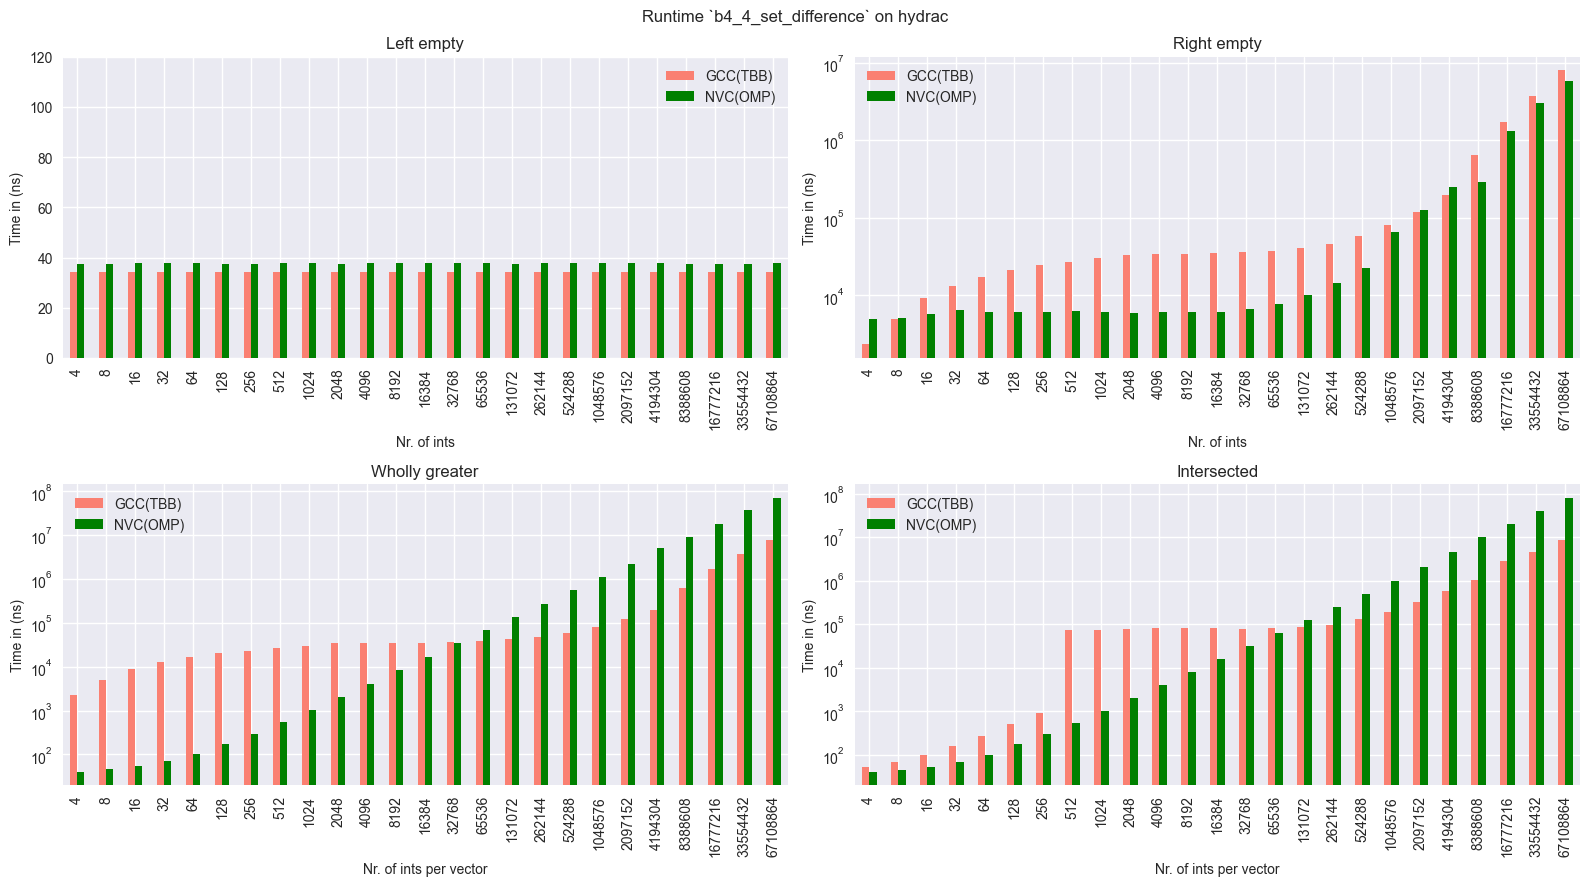 Runtime `b4_4_set_difference` on hydrac
Left empty
Time in (ns)
120
100
80
60
40
20
0
GCC(TBB)
NVC(OMP)
4 8 16 32 64 128 256 512 1024 2048 4096 8192 16384 32768 65536 131072 262144 524288 1048576 2097152 4194304 8388608 16777216 33554432 67108864
Nr. of ints
Right empty
Time in (ns)
10^7
10^6
10^5
10^4
GCC(TBB)
NVC(OMP)
4 8 16 32 64 128 256 512 1024 2048 4096 8192 16384 32768 65536 131072 262144 524288 1048576 2097152 4194304 8388608 16777216 33554432 67108864
Nr. of ints
Wholly greater
Time in (ns)
10^8
10^7
10^6
10^5
10^4
10^3
10^2
GCC(TBB)
NVC(OMP)
4 8 16 32 64 128 256 512 1024 2048 4096 8192 16384 32768 65536 131072 262144 524288 1048576 2097152 4194304 8388608 16777216 33554432 67108864
Nr. of ints per vector
Intersected
Time in (ns)
10^8
10^7
10^6
10^5
10^4
10^3
10^2
GCC(TBB)
NVC(OMP)
4 8 16 32 64 128 256 512 1024 2048 4096 8192 16384 32768 65536 131072 262144 524288 1048576 2097152 4194304 8388608 16777216 33554432 67108864
Nr. of ints per vector